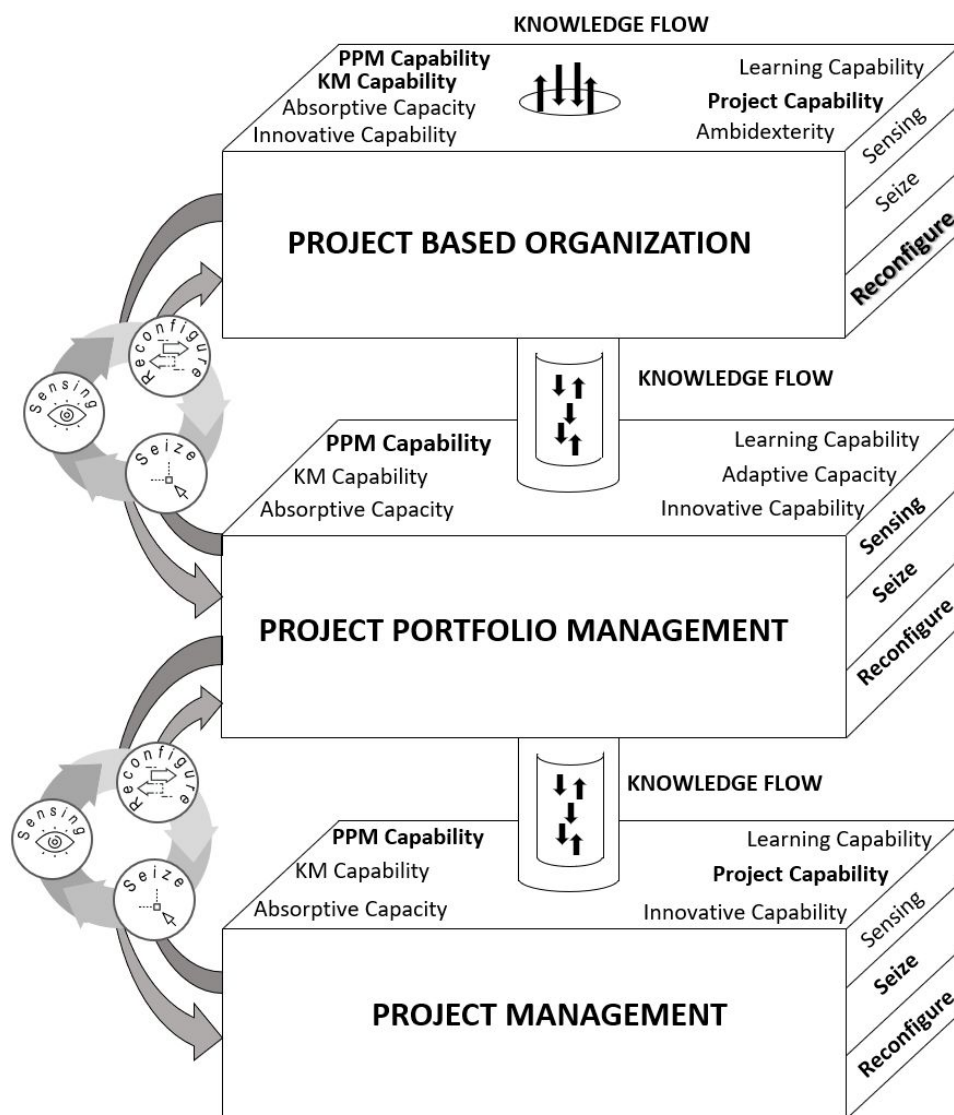 KNOWLEDGE FLOW
PPM Capability
KM Capability
Absorptive Capacity
Innovative Capability
Learning Capability
Project Capability
Ambidexterity
Sensing
Seize
Reconfigure
PROJECT BASED ORGANIZATION
Reconfigure
Sensing
Seize
KNOWLEDGE FLOW
PPM Capability
KM Capability
Absorptive Capacity
Learning Capability
Adaptive Capacity
Innovative Capability
Sensing
Seize
Reconfigure
PROJECT PORTFOLIO MANAGEMENT
Reconfigure
Sensing
Seize
KNOWLEDGE FLOW
PPM Capability
KM Capability
Absorptive Capacity
Learning Capability
Project Capability
Innovative Capability
Sensing
Seize
Reconfigure
PROJECT MANAGEMENT